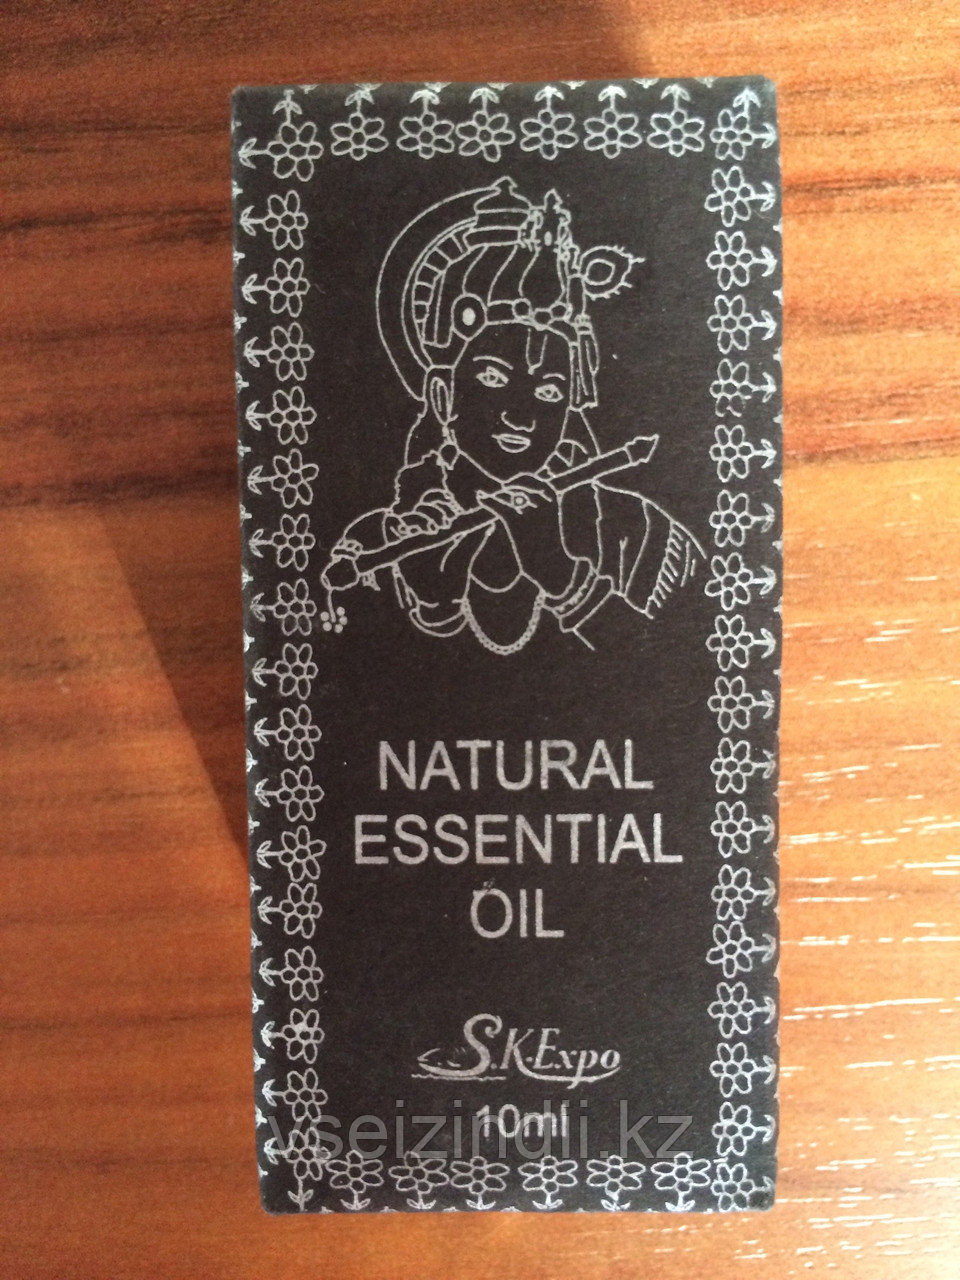 NATURAL
ESSENTIAL
OIL
S.K.Expo
10ml
vseizindii.kz